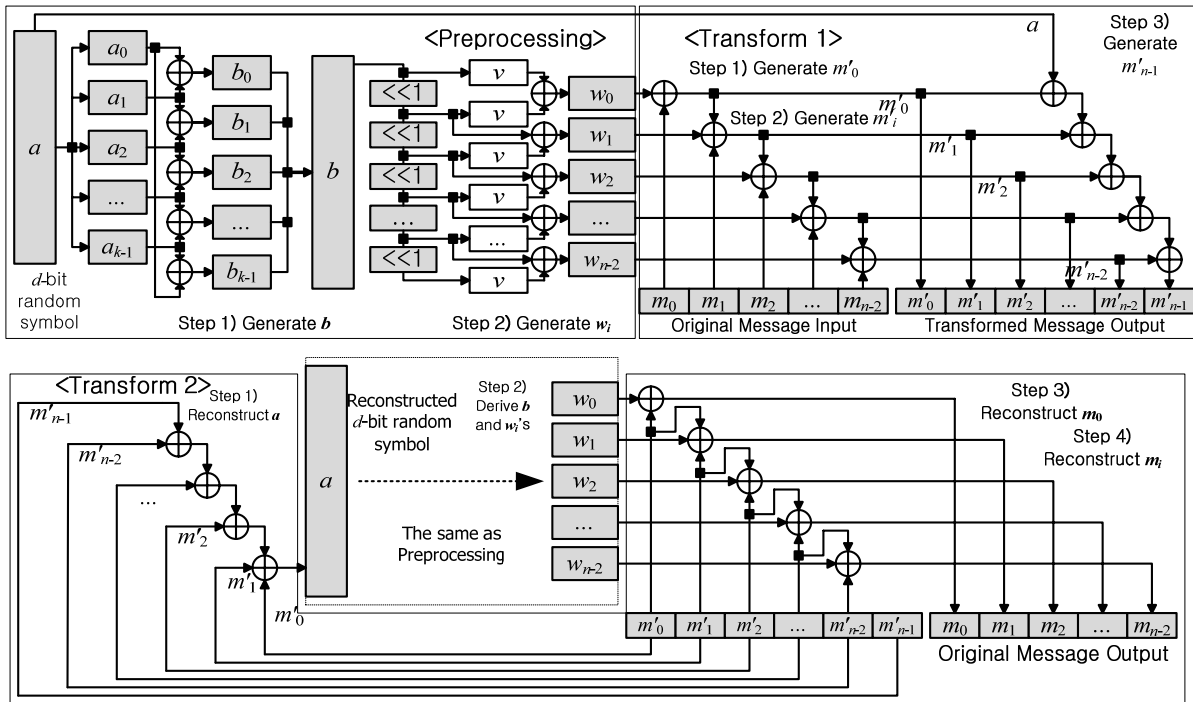 <Preprocessing>
a
a0
a1
a2
...
ak-1
b0
b1
b2
...
bk-1
b
<<1
<<1
<<1
...
<<1
v
v
v
v
...
v
w0
w1
w2
...
wn-2
d-bit
random
symbol
Step 1) Generate b
Step 2) Generate wi
<Transform 1>
a
Step 3)
Generate
m'n-1
Step 1) Generate m'0
m'0
Step 2) Generate m'i
m'1
m'2
m'n-2
m0 m1 m2 ... mn-2
m'0 m'1 m'2 ... m'n-2 m'n-1
Original Message Input
Transformed Message Output
<Transform 2>
Step 1)
Reconstruct a
m'n-1
m'n-2
...
m'2
m'1
m'0
a
Reconstructed
d-bit random
symbol
Step 2)
Derive b
and wi's
The same as
Preprocessing
w0
w1
w2
...
wn-2
Step 3)
Reconstruct m0
Step 4)
Reconstruct mi
m'0 m'1 m'2 ... m'n-2 m'n-1
m0 m1 m2 ... mn-2
Original Message Output